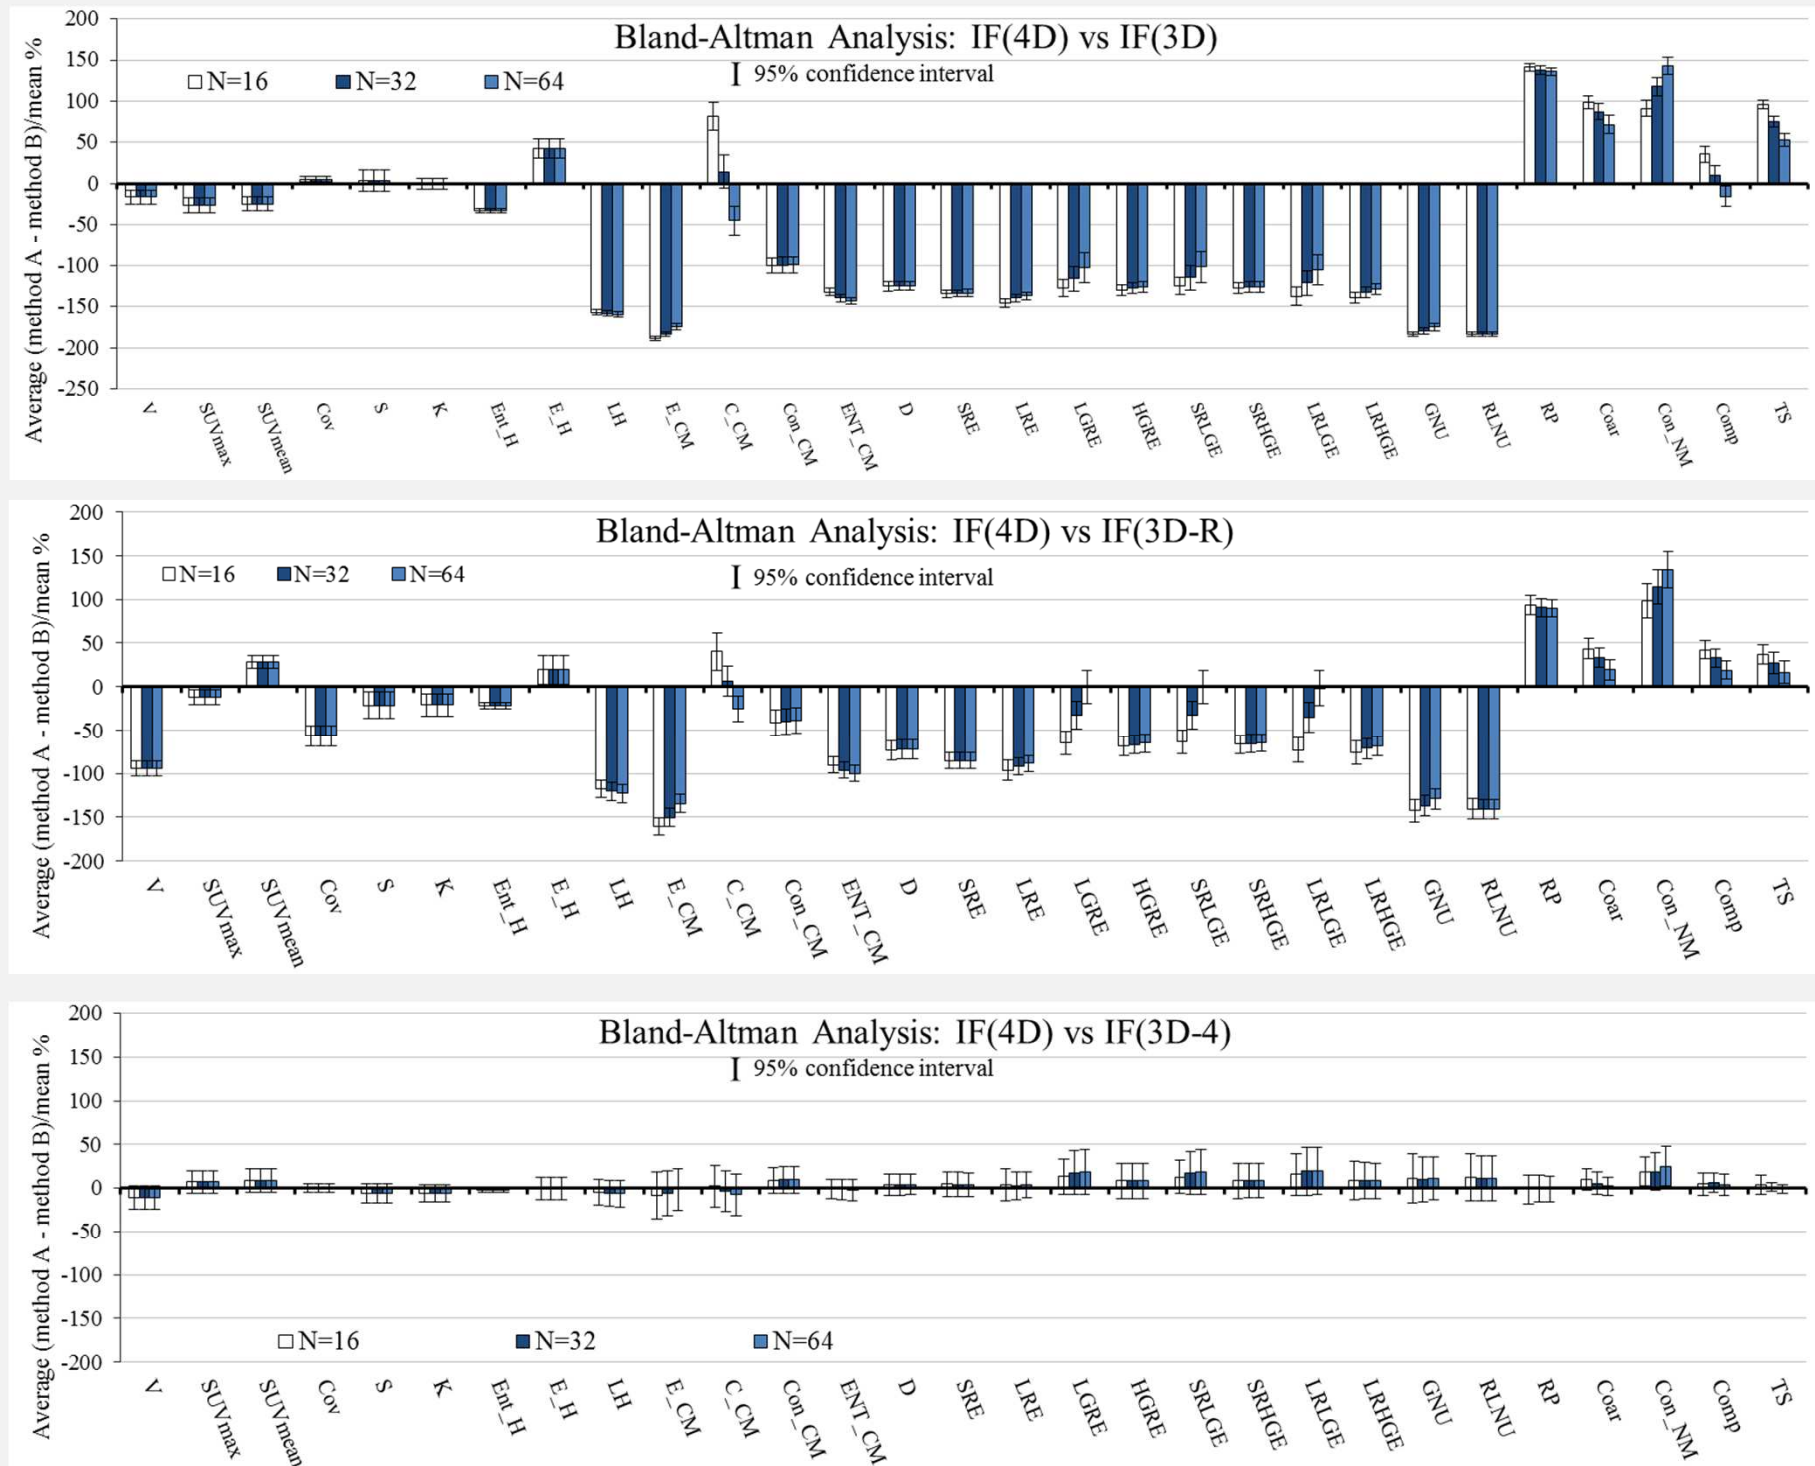 Bland-Altman Analysis: IF(4D) vs IF(3D)
N=16 N=32 N=64
95% confidence interval
Average (method A - method B)/mean %
200
150
100
50
0
-50
-100
-150
-200
-250
V SUVmax SUVmean Cov S K Ent_H E_H LH E_CM C_CM Con_CM ENT_CM D SRE LRE LGRE HGRE SRLGE SRHGE LRLGE LRHGE GNU RLNU RP Coar Con_NM Comp TS
Bland-Altman Analysis: IF(4D) vs IF(3D-R)
N=16 N=32 N=64
95% confidence interval
Average (method A - method B)/mean %
200
150
100
50
0
-50
-100
-150
-200
V SUVmax SUVmean Cov S K Ent_H E_H LH E_CM C_CM Con_CM ENT_CM D SRE LRE LGRE HGRE SRLGE SRHGE LRLGE LRHGE GNU RLNU RP Coar Con_NM Comp TS
Bland-Altman Analysis: IF(4D) vs IF(3D-4)
95% confidence interval
Average (method A - method B)/mean %
200
150
100
50
0
-50
-100
-150
-200
N=16 N=32 N=64
V SUVmax SUVmean Cov S K Ent_H E_H LH E_CM C_CM Con_CM ENT_CM D SRE LRE LGRE HGRE SRLGE SRHGE LRLGE LRHGE GNU RLNU RP Coar Con_NM Comp TS